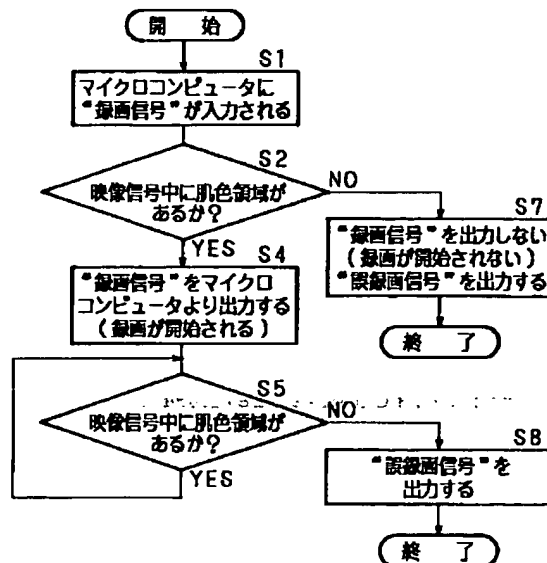 開 始
S1
マイクロコンピュータに
“録画信号”が入力される
S2
映像信号中に肌色領域が
あるか?
NO
YES
S7
“録画信号”を出力しない
(録画が開始されない)
“誤録画信号”を出力する
終 了
S4
“録画信号”をマイクロ
コンピュータより出力する
(録画が開始される)
S5
映像信号中に肌色領域が
あるか?
NO
YES
S8
“誤録画信号”を
出力する
終 了